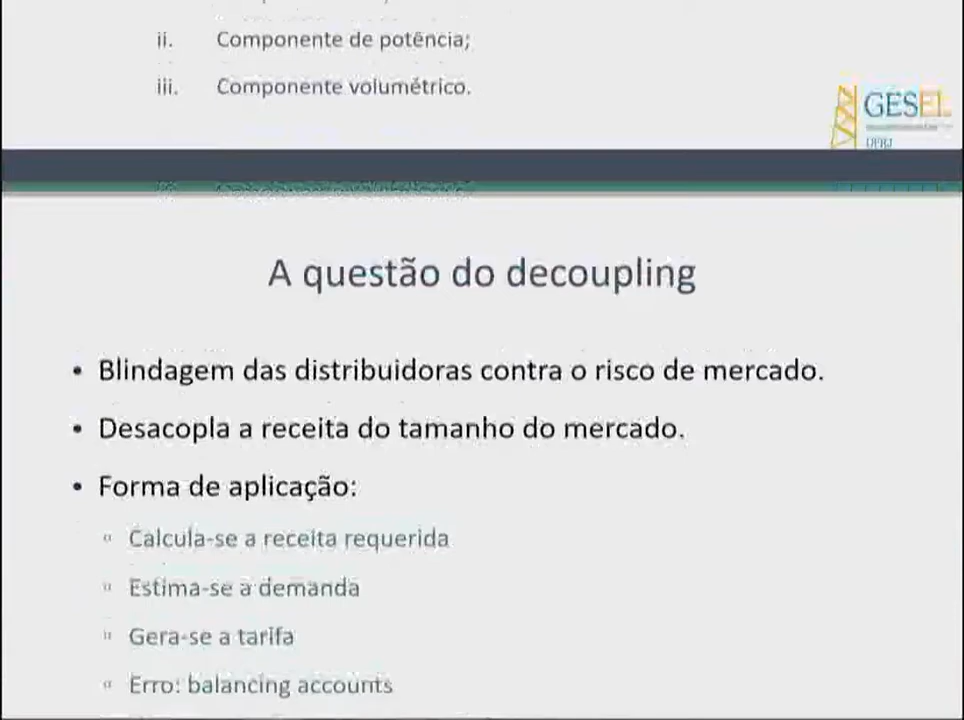 ii. Componente de potência;
iii. Componente volumétrico.
GESEL
UFRJ
A questão do decoupling
• Blindagem das distribuidoras contra o risco de mercado.
• Desacopla a receita do tamanho do mercado.
• Forma de aplicação:
▫ Calcula-se a receita requerida
▫ Estima-se a demanda
▫ Gera-se a tarifa
▫ Erro: balancing accounts